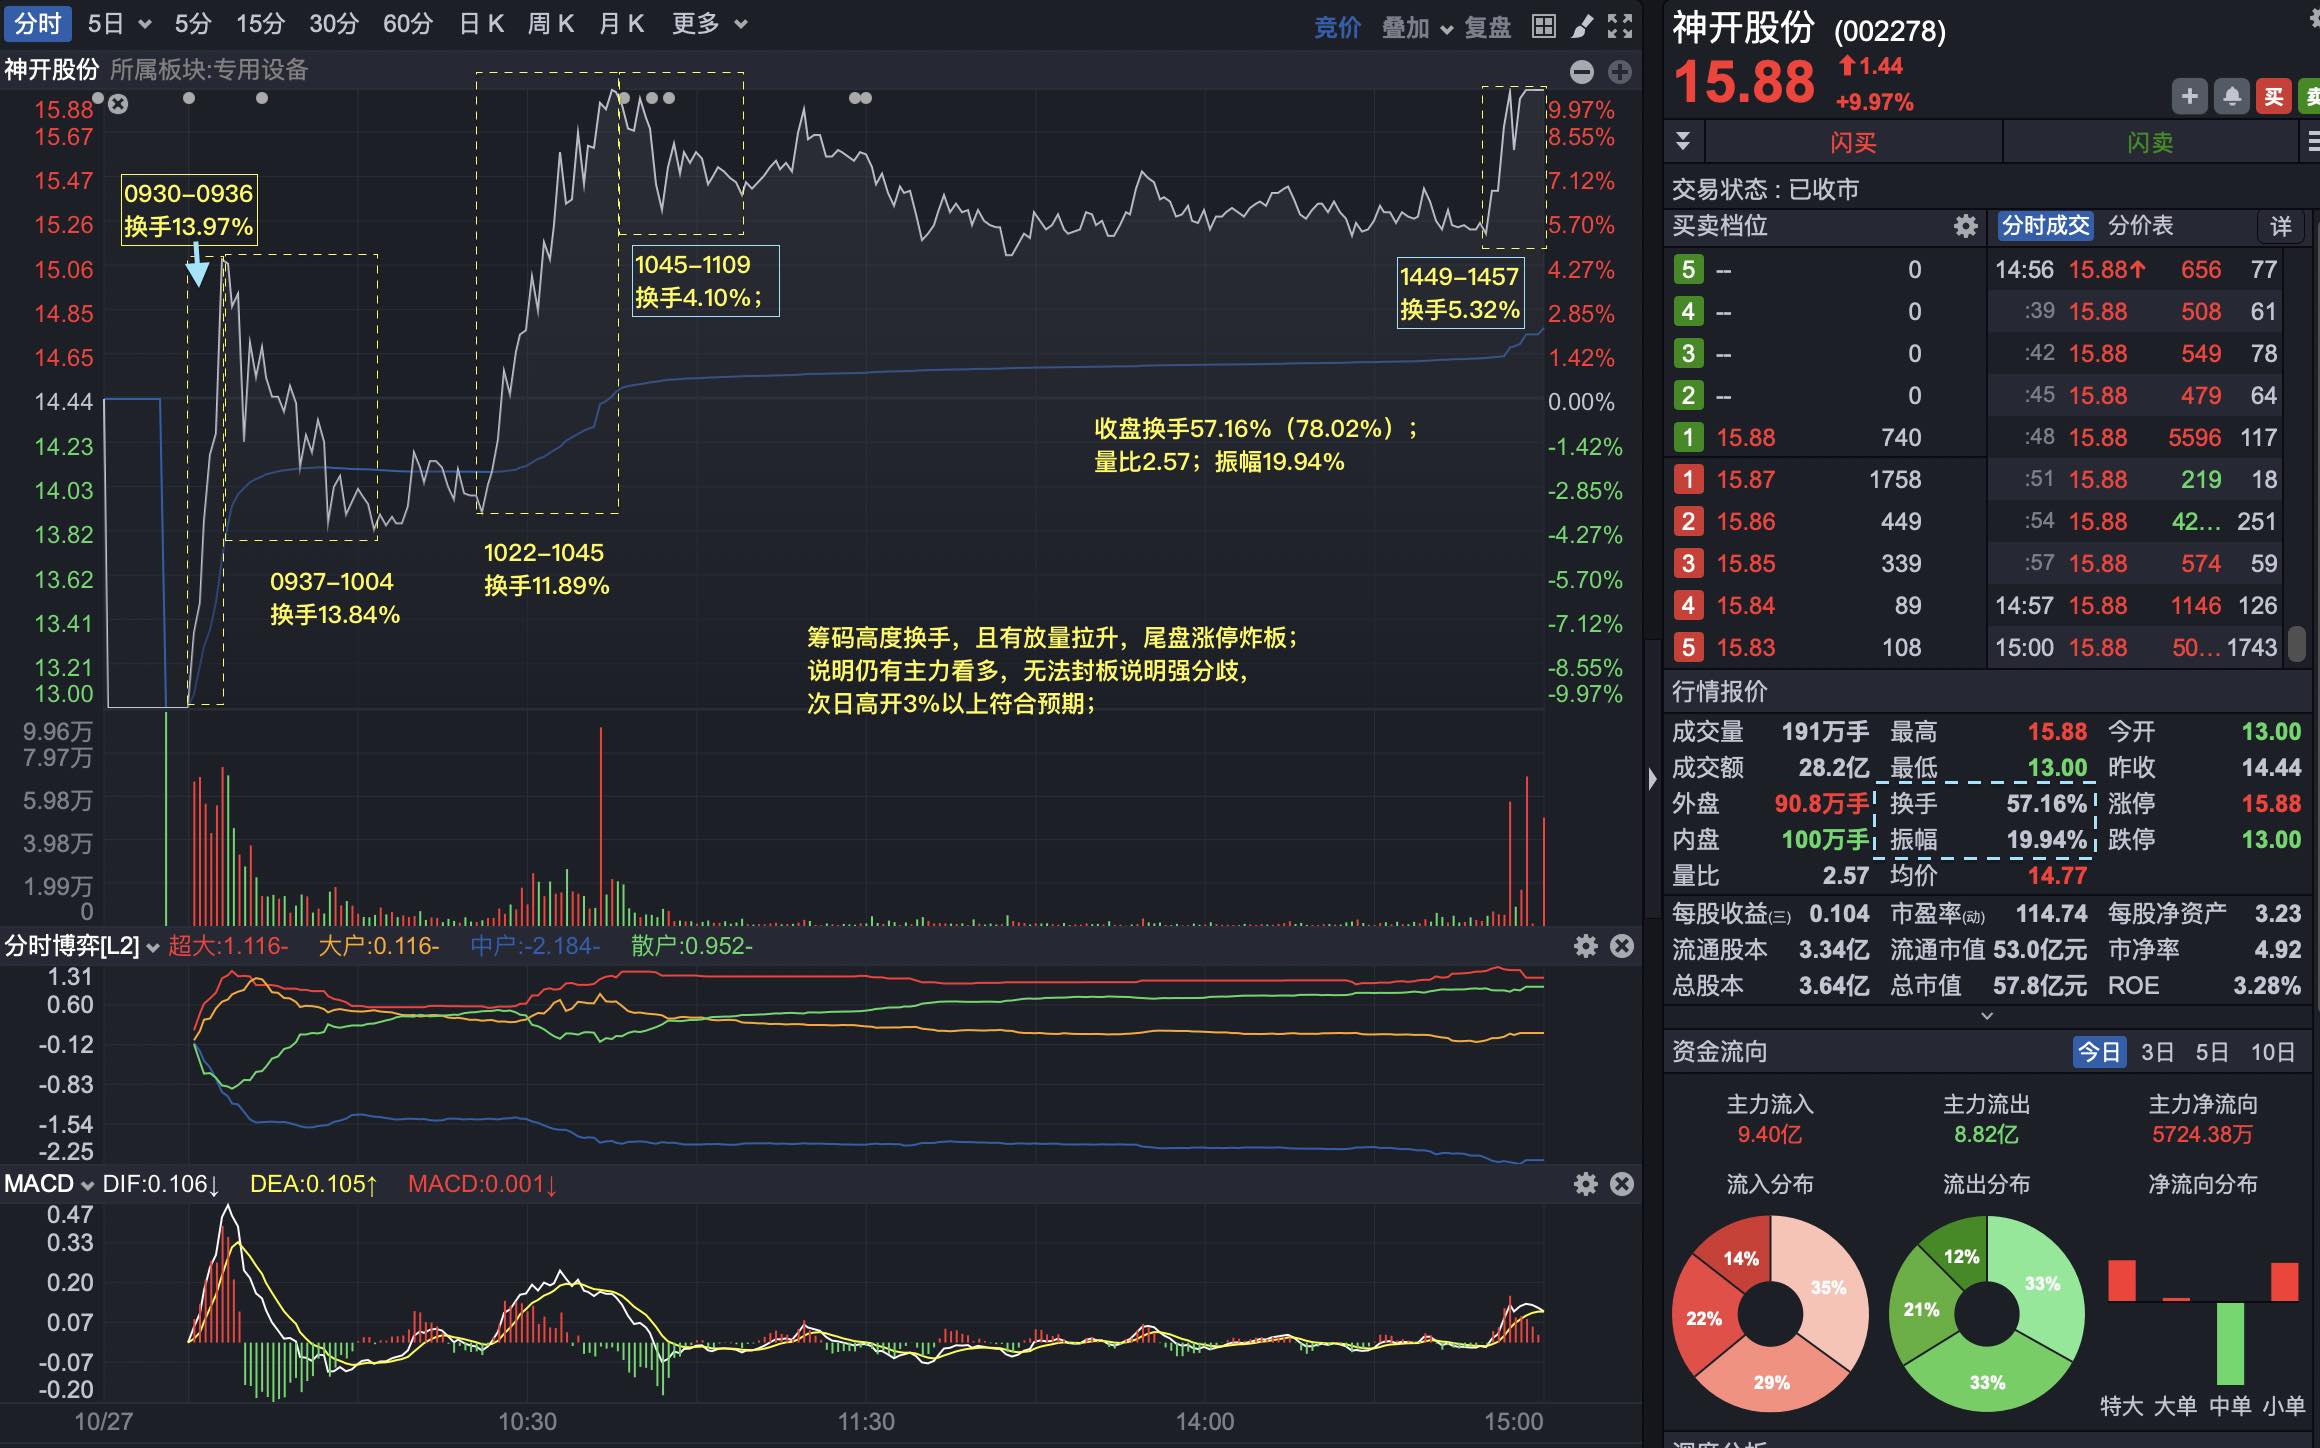 分时 5日 5分 15分 30分 60分 日K 周K 月K 更多 竞价 叠加 复盘
神开股份 所属板块:专用设备
15.88 9.97%
15.67 8.55%
15.47 7.12%
15.26 5.70%
15.06 4.27%
14.85 2.85%
14.65 1.42%
14.44 0.00%
14.23 -1.42%
14.03 -2.85%
13.82 -4.27%
13.62 -5.70%
13.41 -7.12%
13.21 -8.55%
13.00 -9.97%
0930-0936
换手13.97%
0937-1004
换手13.84%
1022-1045
换手11.89%
1045-1109
换手4.10%；
1449-1457
换手5.32%
收盘换手57.16%（78.02%）；
量比2.57；振幅19.94%
筹码高度换手，且有放量拉升，尾盘涨停炸板；
说明仍有主力看多，无法封板说明强分歧，
次日高开3%以上符合预期；
9.96万
7.97万
5.98万
3.98万
1.99万
0
分时博弈[L2] 超大:1.116- 大户:0.116- 中户:-2.184- 散户:0.952-
1.31
0.60
-0.12
-0.83
-1.54
-2.25
MACD DIF:0.106↓ DEA:0.105↑ MACD:0.001↓
0.47
0.33
0.20
0.07
-0.07
-0.20
10/27 10:30 11:30 14:00 15:00
神开股份 (002278)
15.88 ↑1.44
+9.97%
买 卖
闪买 闪卖
交易状态 : 已收市
买卖档位 分时成交 分价表 详
5 -- 0 14:56 15.88↑ 656 77
4 -- 0 :39 15.88 508 61
3 -- 0 :42 15.88 549 78
2 -- 0 :45 15.88 479 64
1 15.88 740 :48 15.88 5596 117
1 15.87 1758 :51 15.88 219 18
2 15.86 449 :54 15.88 42... 251
3 15.85 339 :57 15.88 574 59
4 15.84 89 14:57 15.88 1146 126
5 15.83 108 15:00 15.88 50... 1743
行情报价
成交量 191万手 最高 15.88 今开 13.00
成交额 28.2亿 最低 13.00 昨收 14.44
外盘 90.8万手 换手 57.16% 涨停 15.88
内盘 100万手 振幅 19.94% 跌停 13.00
量比 2.57 均价 14.77
每股收益(三) 0.104 市盈率(动) 114.74 每股净资产 3.23
流通股本 3.34亿 流通市值 53.0亿元 市净率 4.92
总股本 3.64亿 总市值 57.8亿元 ROE 3.28%
资金流向 今日 3日 5日 10日
主力流入 主力流出 主力净流向
9.40亿 8.82亿 5724.38万
流入分布 流出分布 净流向分布
14% 35% 22% 29%
12% 33% 21% 33%
特大 大单 中单 小单